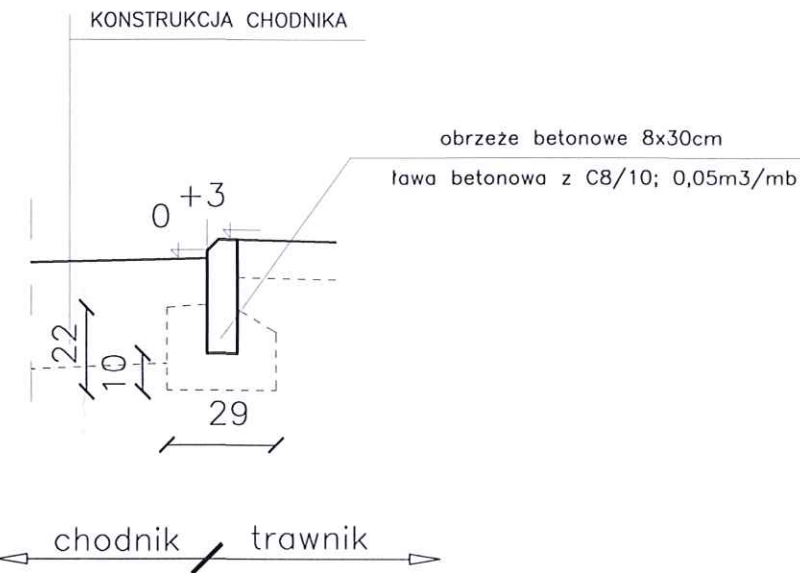 KONSTRUKCJA CHODNIKA
obrzeże betonowe 8x30cm
ława betonowa z C8/10; 0,05m3/mb
0 +3
22
10
29
chodnik trawnik